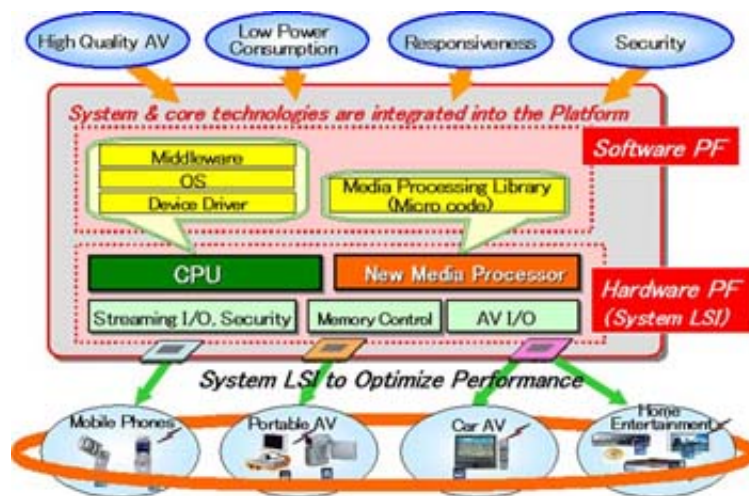 High Quality AV
Low Power
Consumption
Responsiveness
Security
System & core technologies are integrated into the Platform
Software PF
Middleware
OS
Device Driver
Media Processing Library
(Micro code)
CPU
New Media Processor
Hardware PF
(System LSI)
Streaming I/O, Security
Memory Control
AV I/O
System LSI to Optimize Performance
Mobile Phones
Portable AV
Car AV
Home
Entertainment